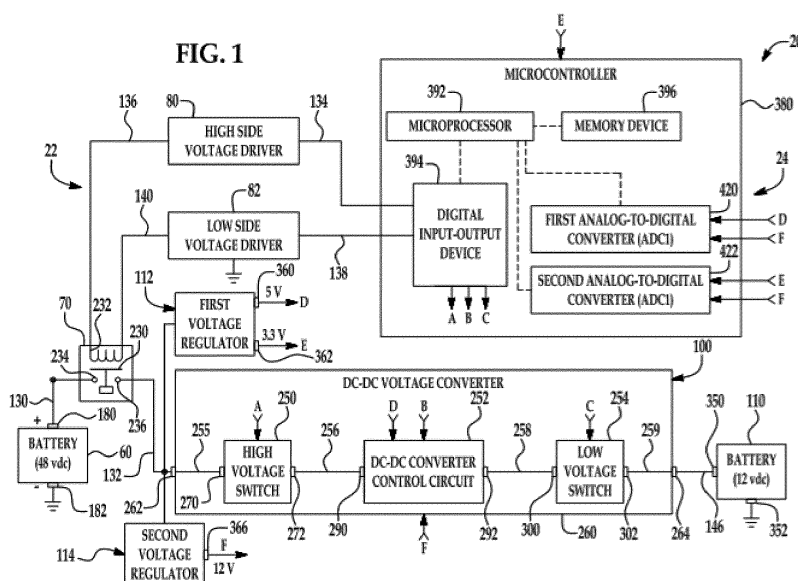 FIG. 1
E
20
MICROCONTROLLER
380
136
80
134
HIGH SIDE
VOLTAGE DRIVER
392
MICROPROCESSOR
396
MEMORY DEVICE
22
394
24
140
82
LOW SIDE
VOLTAGE DRIVER
138
DIGITAL
INPUT-OUTPUT
DEVICE
A
B
C
420
FIRST ANALOG-TO-DIGITAL
CONVERTER (ADC1)
D
F
422
SECOND ANALOG-TO-DIGITAL
CONVERTER (ADC1)
E
F
112
FIRST
VOLTAGE
REGULATOR
360
5 V
D
3.3 V
E
362
70
232
230
234
236
130
+
180
BATTERY
(48 vdc)
60
-
182
132
100
DC-DC VOLTAGE CONVERTER
A
250
D
B
252
C
254
255
HIGH
VOLTAGE
SWITCH
256
DC-DC CONVERTER
CONTROL CIRCUIT
258
LOW
VOLTAGE
SWITCH
259
262
270
272
290
292
300
302
260
264
F
350
110
BATTERY
(12 vdc)
146
352
114
SECOND
VOLTAGE
REGULATOR
366
F
12 V